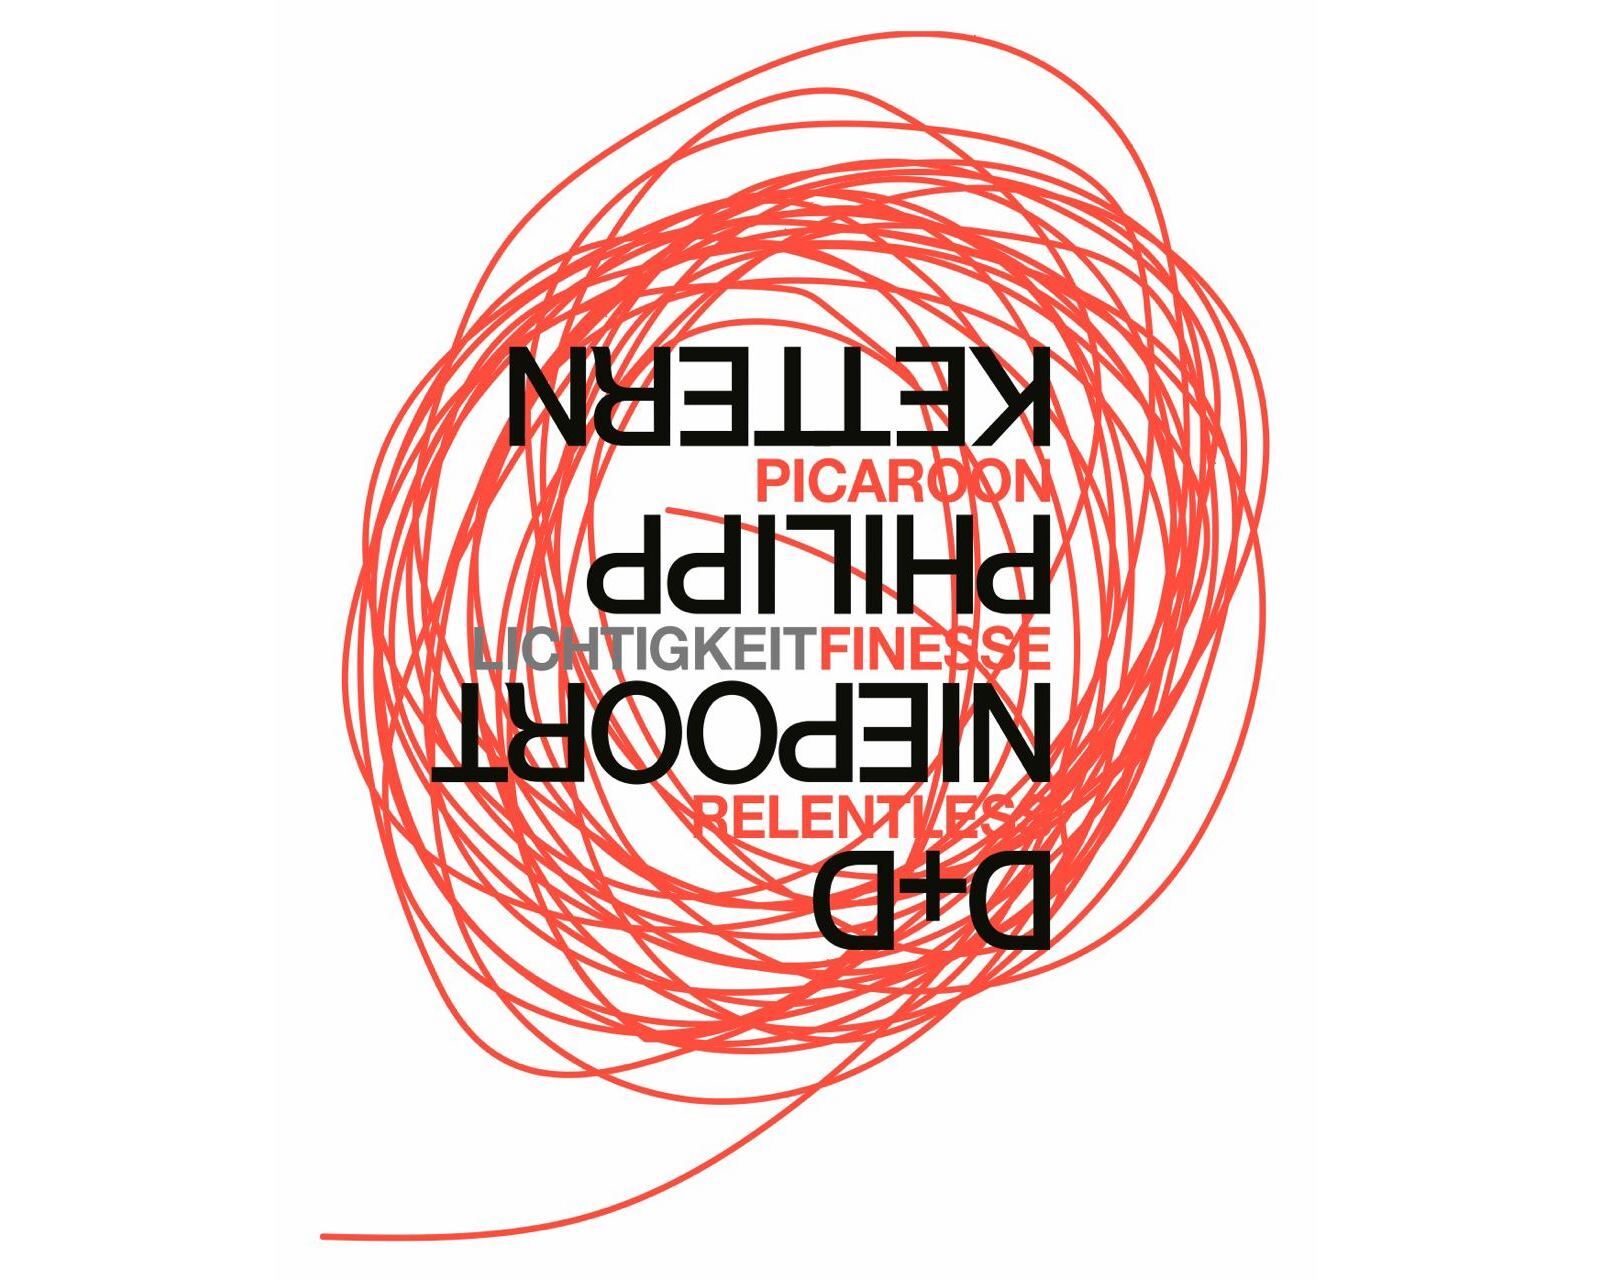 KETTERN
PICAROON
PHILIPP
LICHTIGKEITFINESSE
NIEPOORT
RELENTLESS
D+D